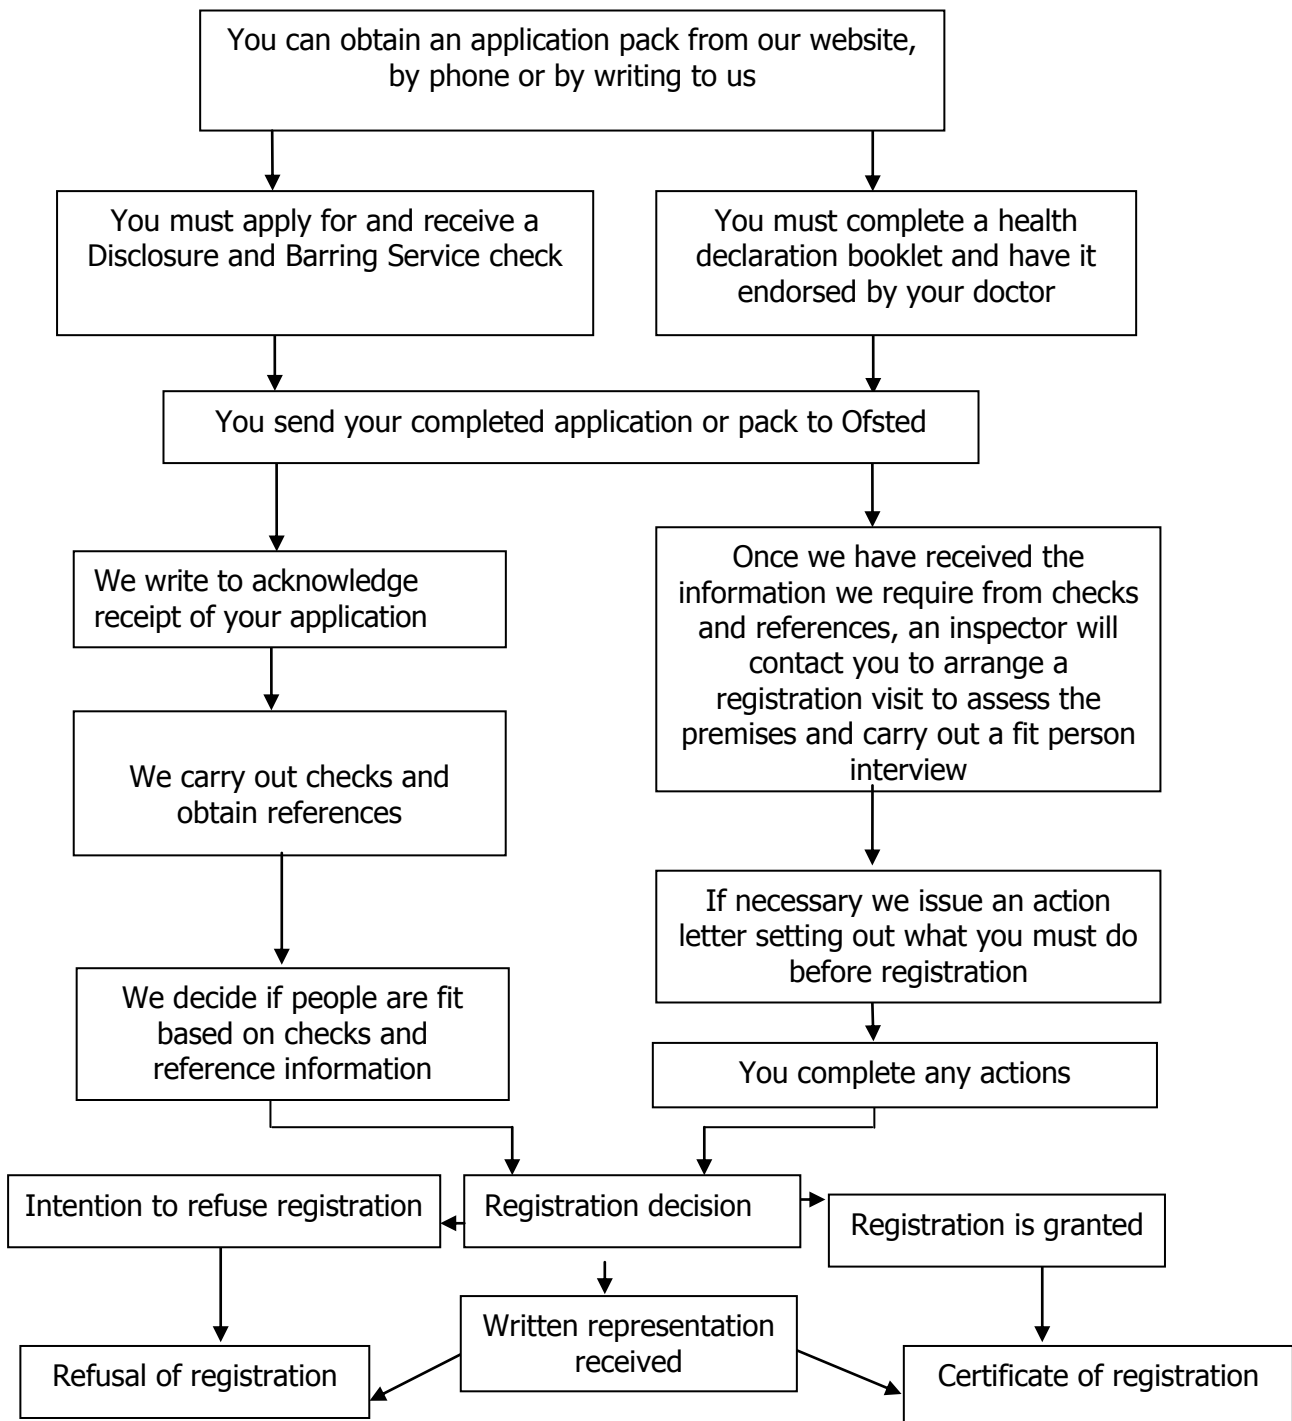 You can obtain an application pack from our website,
by phone or by writing to us
You must apply for and receive a
Disclosure and Barring Service check
You must complete a health
declaration booklet and have it
endorsed by your doctor
You send your completed application or pack to Ofsted
We write to acknowledge
receipt of your application
Once we have received the
information we require from checks
and references, an inspector will
contact you to arrange a
registration visit to assess the
premises and carry out a fit person
interview
We carry out checks and
obtain references
If necessary we issue an action
letter setting out what you must do
before registration
We decide if people are fit
based on checks and
reference information
You complete any actions
Intention to refuse registration
Registration decision
Registration is granted
Written representation
received
Refusal of registration
Certificate of registration